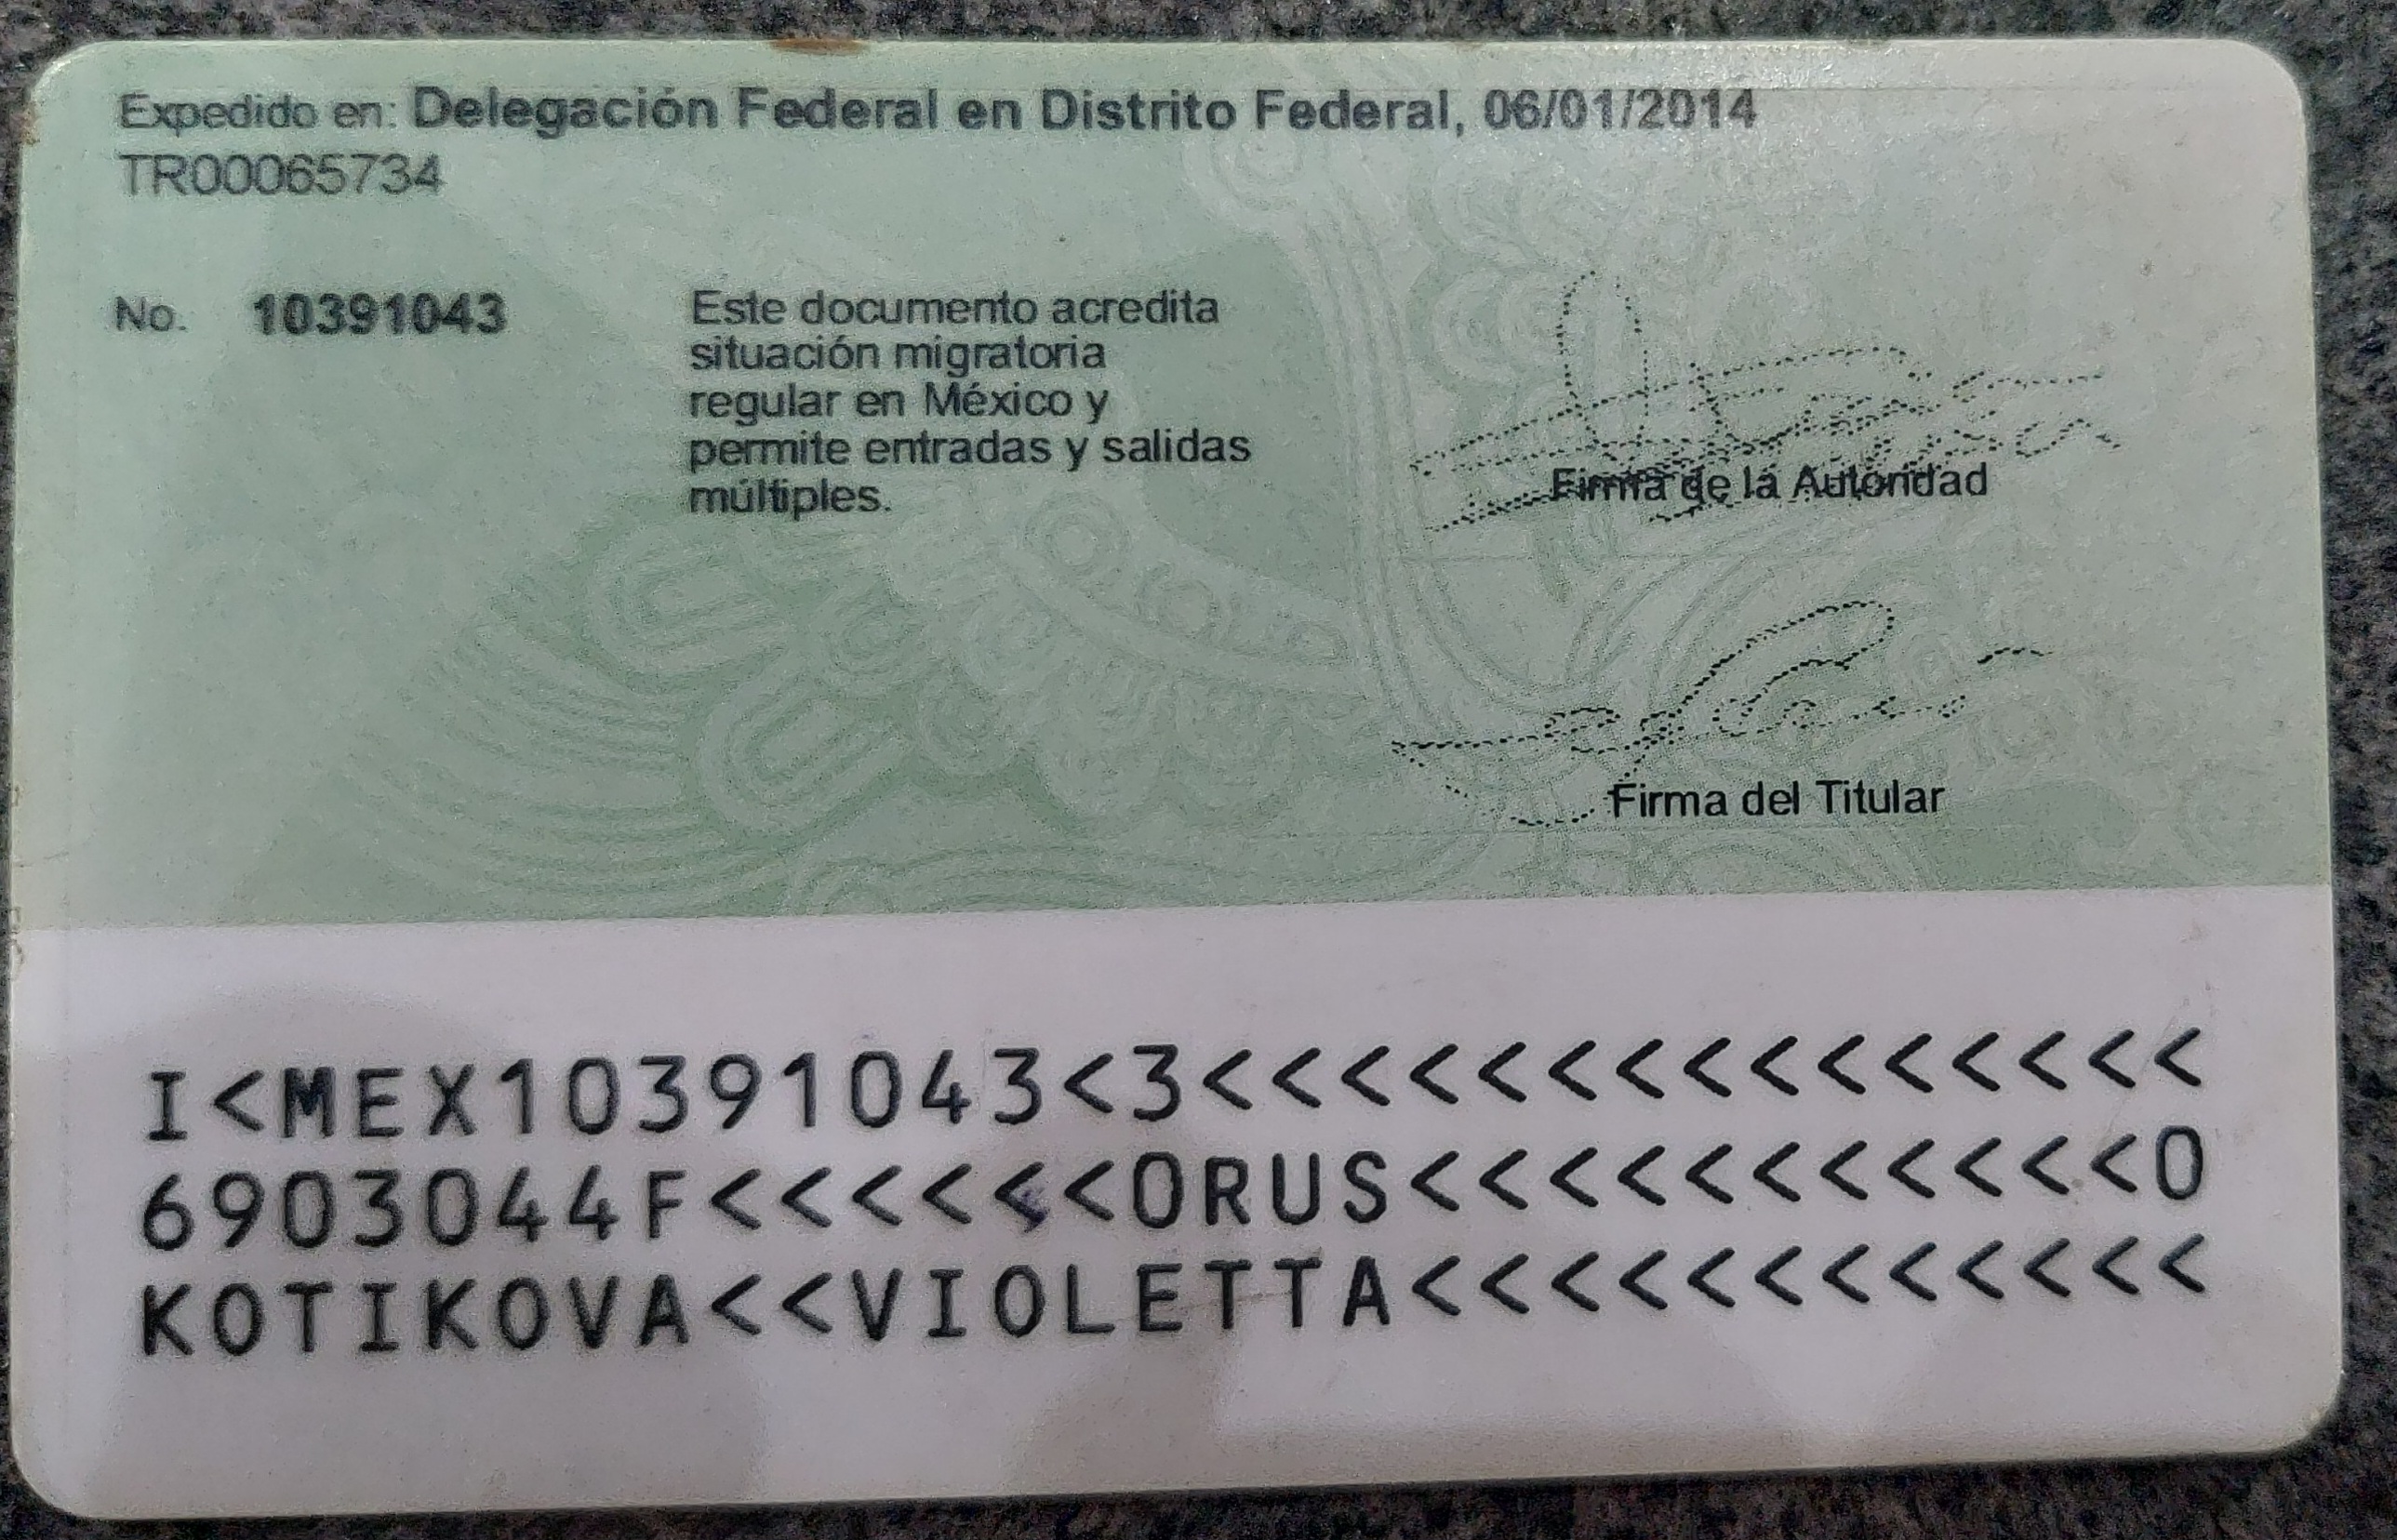 Expedido en: Delegación Federal en Distrito Federal, 06/01/2014
TR00065734
No. 10391043
Este documento acredita
situación migratoria
regular en México y
permite entradas y salidas
múltiples.
Firma de la Autoridad
Firma del Titular
I<MEX10391043<3<<<<<<<<<<<<<<<
6903044F<<<<<<0RUS<<<<<<<<<<<0
KOTIKOVA<<VIOLETTA<<<<<<<<<<<<